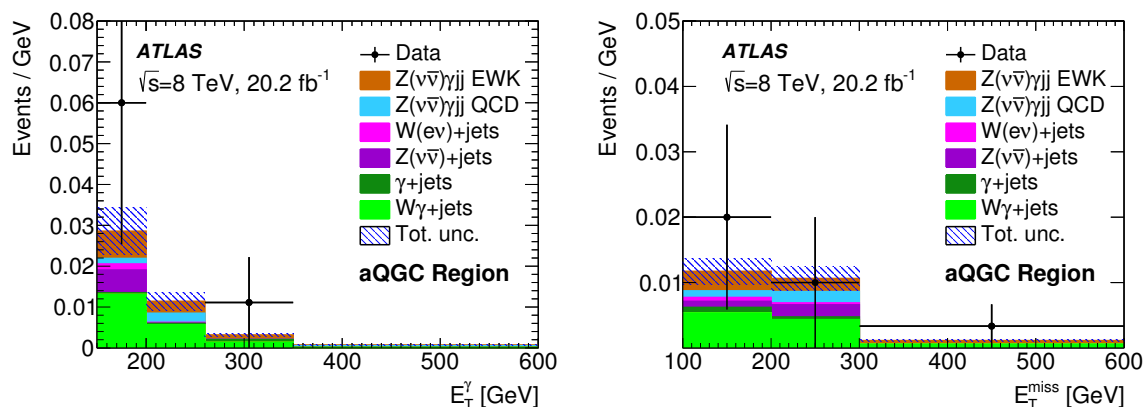 Events / GeV
0.08
0.07
0.06
0.05
0.04
0.03
0.02
0.01
0
ATLAS
√s=8 TeV, 20.2 fb⁻¹
Data
Z(νν̄)γjj EWK
Z(νν̄)γjj QCD
W(eν)+jets
Z(νν̄)+jets
γ+jets
Wγ+jets
Tot. unc.
aQGC Region
200 300 400 500 600
E_T^γ [GeV]
Events / GeV
0.05
0.04
0.03
0.02
0.01
ATLAS
√s=8 TeV, 20.2 fb⁻¹
Data
Z(νν̄)γjj EWK
Z(νν̄)γjj QCD
W(eν)+jets
Z(νν̄)+jets
γ+jets
Wγ+jets
Tot. unc.
aQGC Region
100 200 300 400 500 600
E_T^miss [GeV]